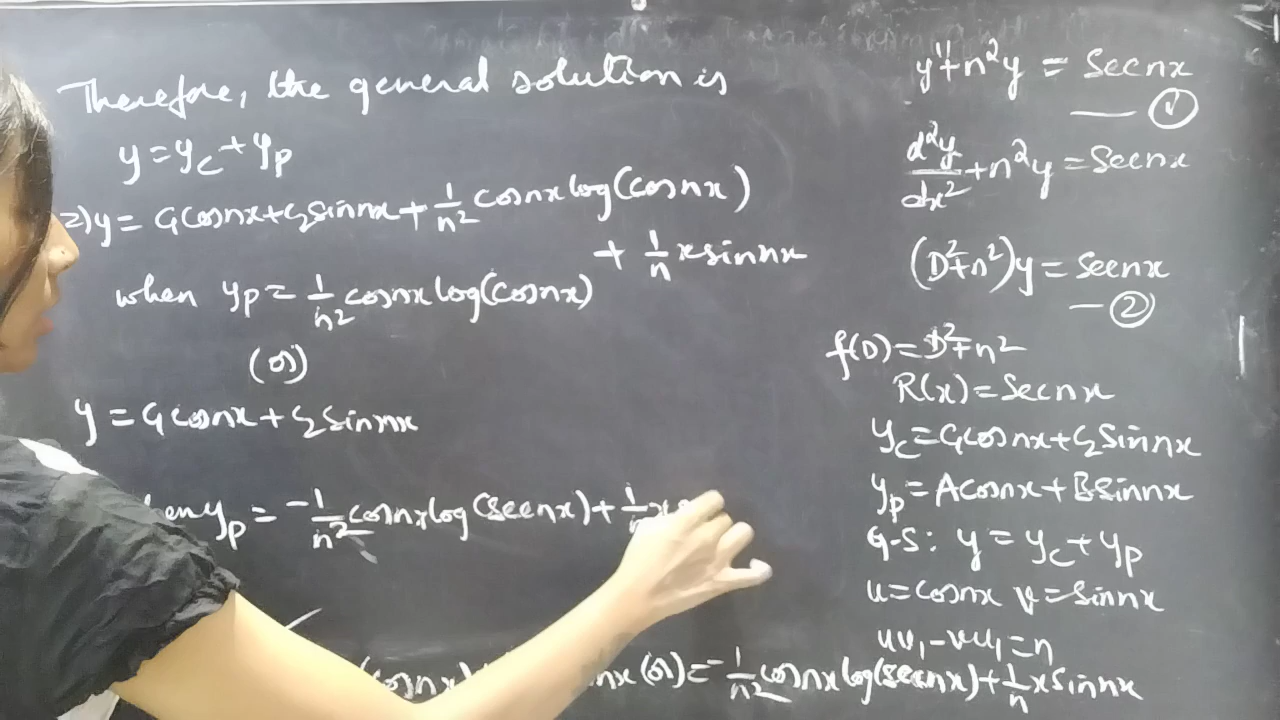 Therefore, the general solution is
y = y_c + y_p
=) y = C₁cosnx + C₂sinnx + 1/n² cosnx log(cosnx)
+ 1/n x sinnx
when y_p = 1/n² cosnx log(cosnx)
(or)
y = C₁cosnx + C₂sinnx
y_p = -1/n² cosnx log(secnx) + 1/n x
(cosnx) nx (or) = -1/n² cosnx log(secnx) + 1/n x sinnx
y'' + n²y = secnx
— ①
d²y/dx² + n²y = secnx
(D² + n²)y = secnx
— ②
f(D) = D² + n²
R(x) = secnx
y_c = C₁cosnx + C₂sinnx
y_p = Acosnx + Bsinnx
G.S : y = y_c + y_p
u = cosnx v = sinnx
uv₁ - vu₁ = n